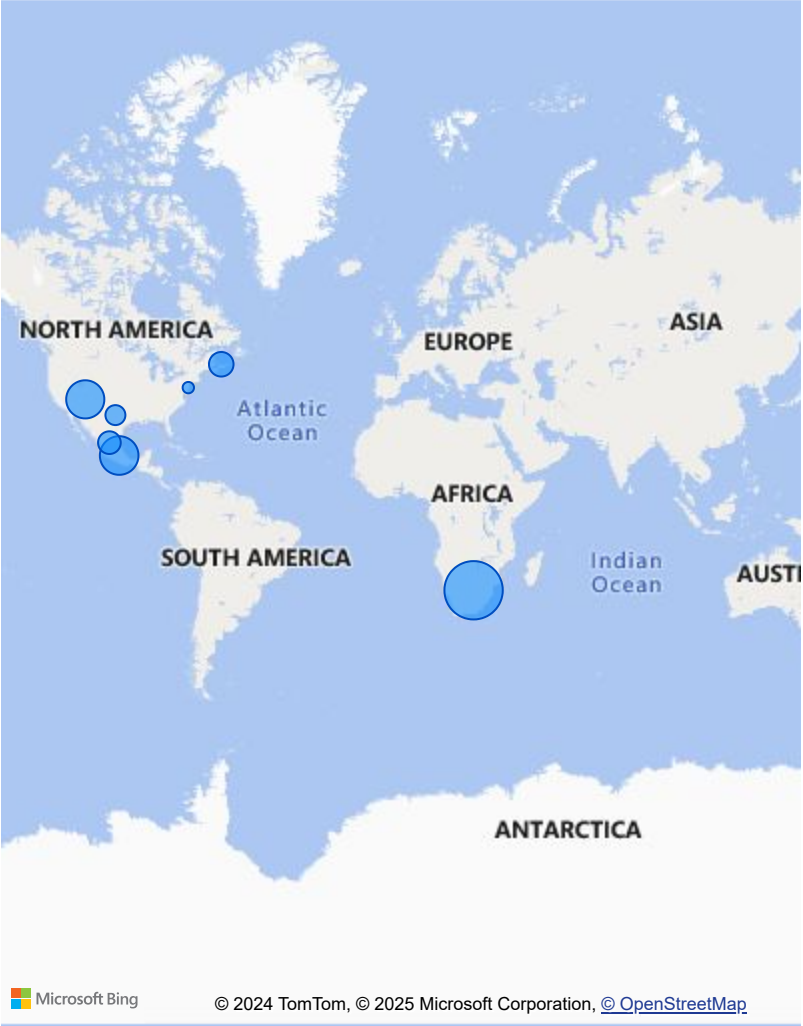 NORTH AMERICA
EUROPE
ASIA
Atlantic
Ocean
AFRICA
SOUTH AMERICA
Indian
Ocean
AUSTI
ANTARCTICA
Microsoft Bing
© 2024 TomTom, © 2025 Microsoft Corporation, © OpenStreetMap